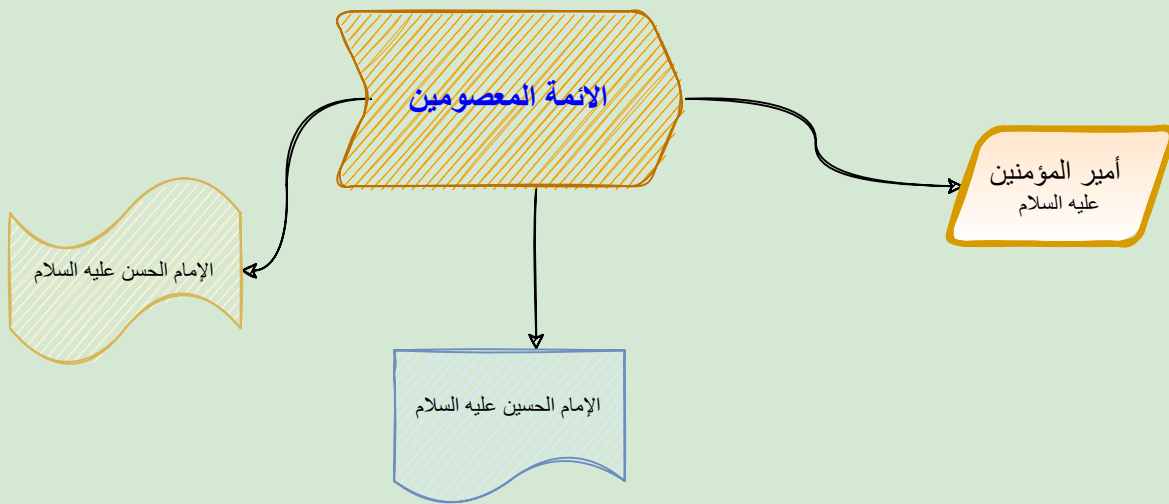 الائمة المعصومين
أمير المؤمنين
عليه السلام
الإمام الحسن عليه السلام
الإمام الحسين عليه السلام